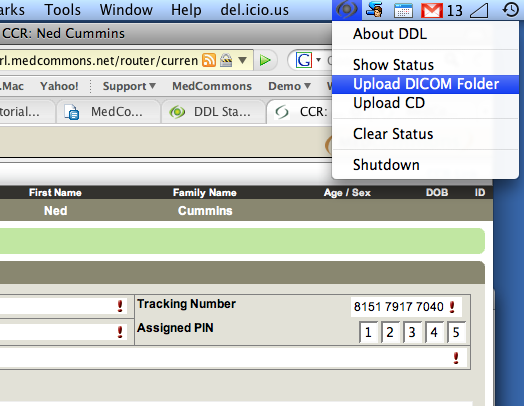 arks Tools Window Help del.icio.us 13
CCR: Ned Cummins
rl.medcommons.net/router/curren G
.Mac Yahoo! Support MedCommons Demo W
torial... MedCo... DDL Sta... CCR:
About DDL
Show Status
Upload DICOM Folder
Upload CD
Clear Status
Shutdown
First Name Family Name Age / Sex DOB ID
Ned Cummins
Tracking Number 8151 7917 7040 !
Assigned PIN 1 2 3 4 5